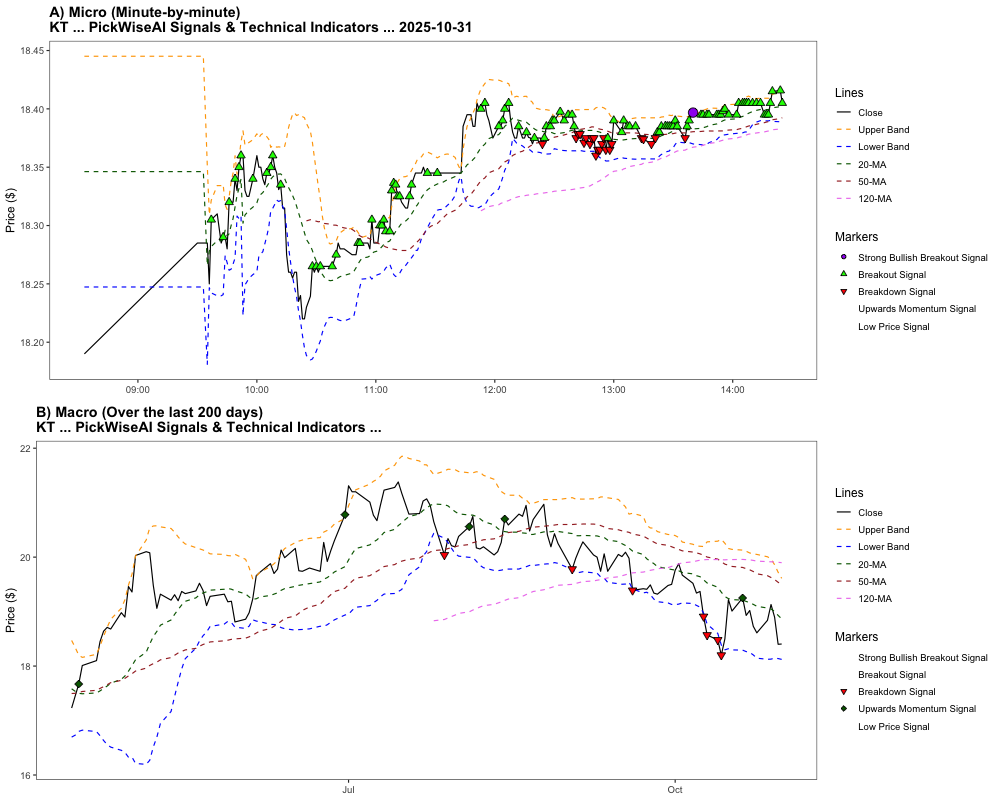 A) Micro (Minute-by-minute)
KT ... PickWiseAI Signals & Technical Indicators ... 2025-10-31
18.45
18.40
18.35
18.30
18.25
18.20
Price ($)
09:00
10:00
11:00
12:00
13:00
14:00
Lines
Close
Upper Band
Lower Band
20-MA
50-MA
120-MA
Markers
Strong Bullish Breakout Signal
Breakout Signal
Breakdown Signal
Upwards Momentum Signal
Low Price Signal
B) Macro (Over the last 200 days)
KT ... PickWiseAI Signals & Technical Indicators ...
22
20
18
16
Price ($)
Jul
Oct
Lines
Close
Upper Band
Lower Band
20-MA
50-MA
120-MA
Markers
Strong Bullish Breakout Signal
Breakout Signal
Breakdown Signal
Upwards Momentum Signal
Low Price Signal